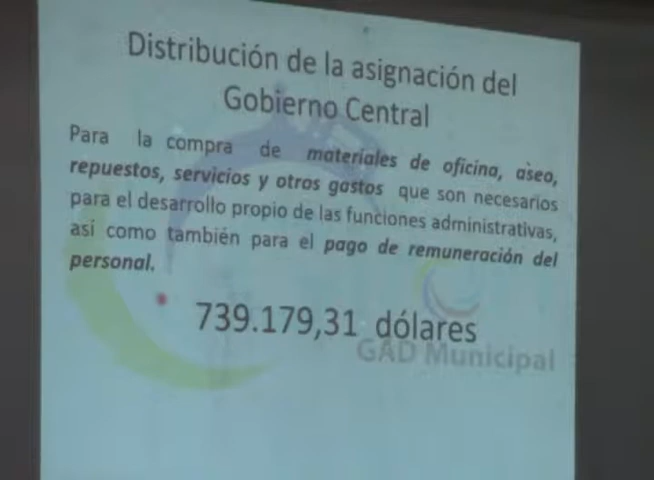 Distribución de la asignación del
Gobierno Central
Para la compra de materiales de oficina, aseo,
repuestos, servicios y otros gastos que son necesarios
para el desarrollo propio de las funciones administrativas,
así como también para el pago de remuneración del
personal.
739.179,31 dólares
GAD Municipal